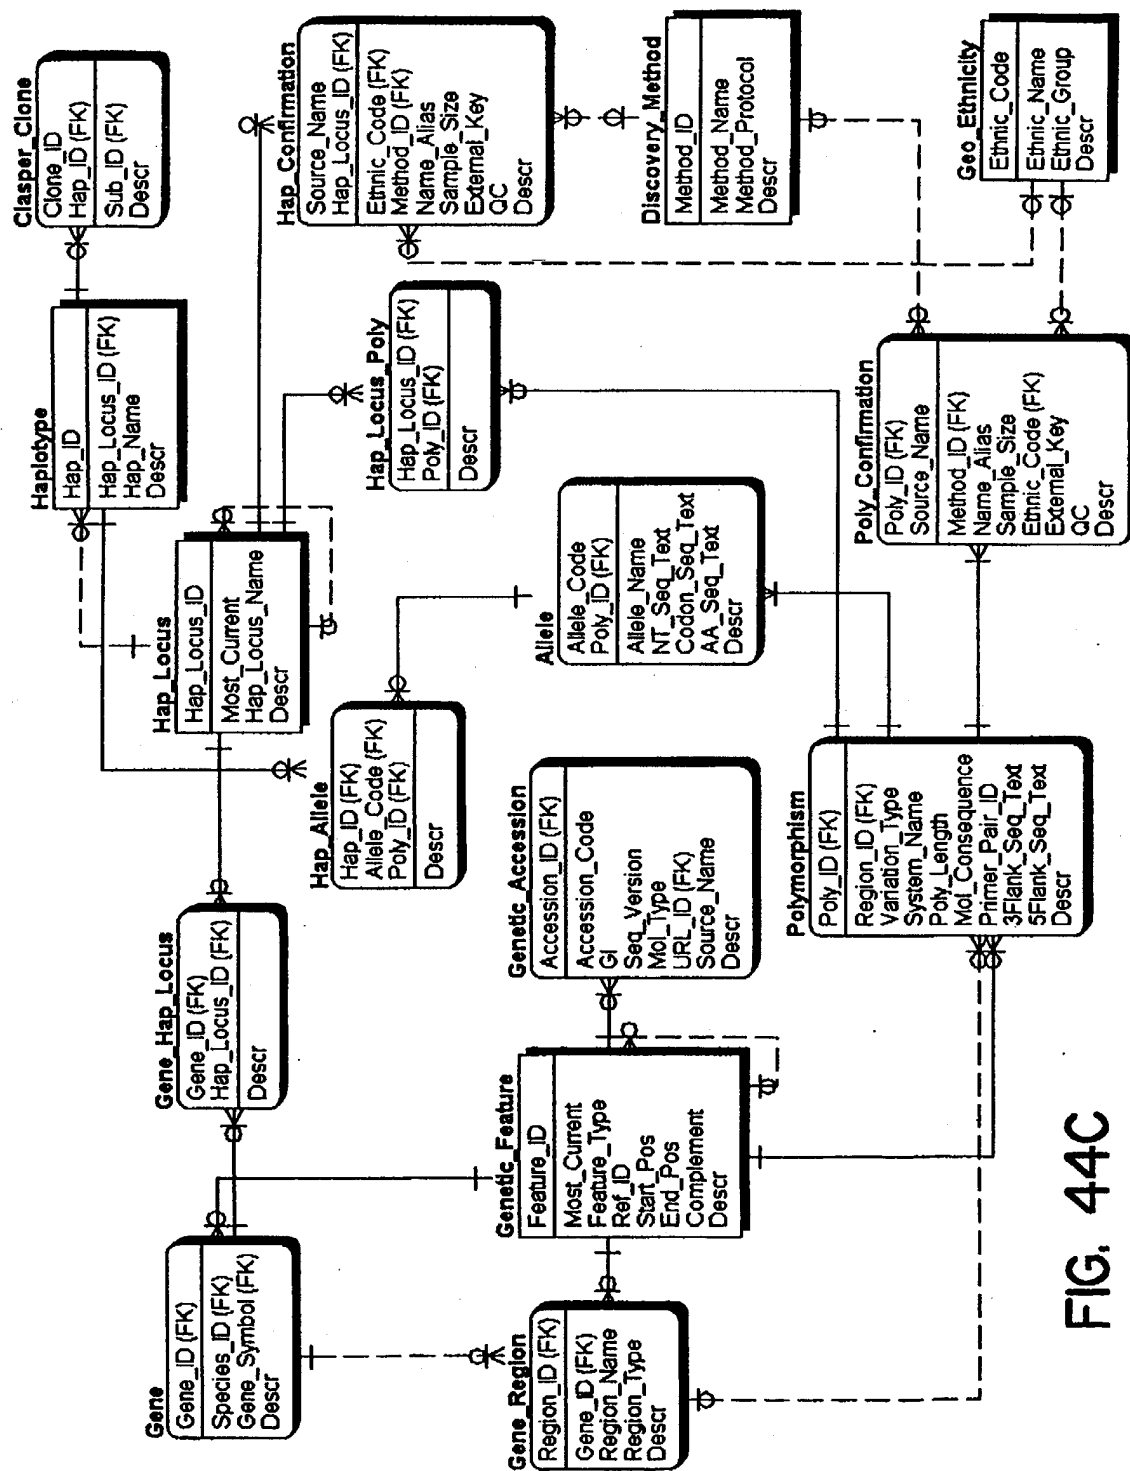 Gene
Gene_ID (FK)
Species_ID (FK)
Gene_Symbol (FK)
Descr
Gene_Hap_Locus
Gene_ID (FK)
Hap_Locus_ID (FK)
Descr
Hap_Locus
Hap_Locus_ID
Most_Current
Hap_Locus_Name
Descr
Haplotype
Hap_ID
Hap_Locus_ID (FK)
Hap_Name
Descr
Clasper_Clone
Clone_ID
Hap_ID (FK)
Sub_ID (FK)
Descr
Hap_Confirmation
Source_Name
Hap_Locus_ID (FK)
Ethnic_Code (FK)
Method_ID (FK)
Name_Alias
Sample_Size
External_Key
QC
Descr
Hap_Allele
Hap_ID (FK)
Allele_Code (FK)
Poly_ID (FK)
Descr
Hap_Locus_Poly
Hap_Locus_ID (FK)
Poly_ID (FK)
Descr
Gene_Region
Region_ID (FK)
Gene_ID (FK)
Region_Name
Region_Type
Descr
Genetic_Feature
Feature_ID
Most_Current
Feature_Type
Ref_ID
Start_Pos
End_Pos
Complement
Descr
Genetic_Accession
Accession_ID (FK)
Accession_Code
GI
Seq_Version
Mol_Type
URL_ID (FK)
Source_Name
Descr
Allele
Allele_Code
Poly_ID (FK)
Allele_Name
NT_Seq_Text
Codon_Seq_Text
AA_Seq_Text
Descr
Discovery_Method
Method_ID
Method_Name
Method_Protocol
Descr
Polymorphism
Poly_ID (FK)
Region_ID (FK)
Variation_Type
System_Name
Poly_Length
Mol_Consequence
Primer_Pair_ID
3Flank_Seq_Text
5Flank_Seq_Text
Descr
Poly_Confirmation
Poly_ID (FK)
Source_Name
Method_ID (FK)
Name_Alias
Sample_Size
Ethnic_Code (FK)
External_Key
QC
Descr
Geo_Ethnicity
Ethnic_Code
Ethnic_Name
Ethnic_Group
Descr
FIG. 44C